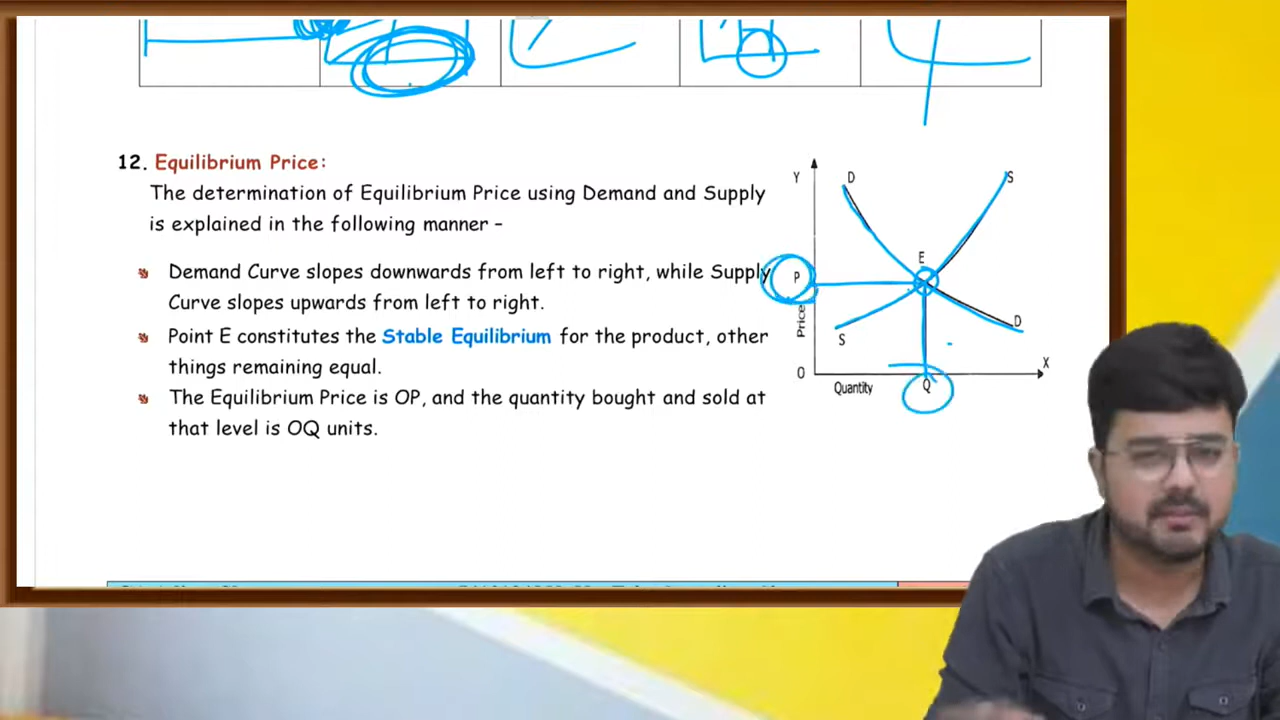 12. Equilibrium Price:
The determination of Equilibrium Price using Demand and Supply
is explained in the following manner –
Demand Curve slopes downwards from left to right, while Supply
Curve slopes upwards from left to right.
Point E constitutes the Stable Equilibrium for the product, other
things remaining equal.
The Equilibrium Price is OP, and the quantity bought and sold at
that level is OQ units.
Y
D
S
E
P
Price
S
D
O
Quantity
Q
X